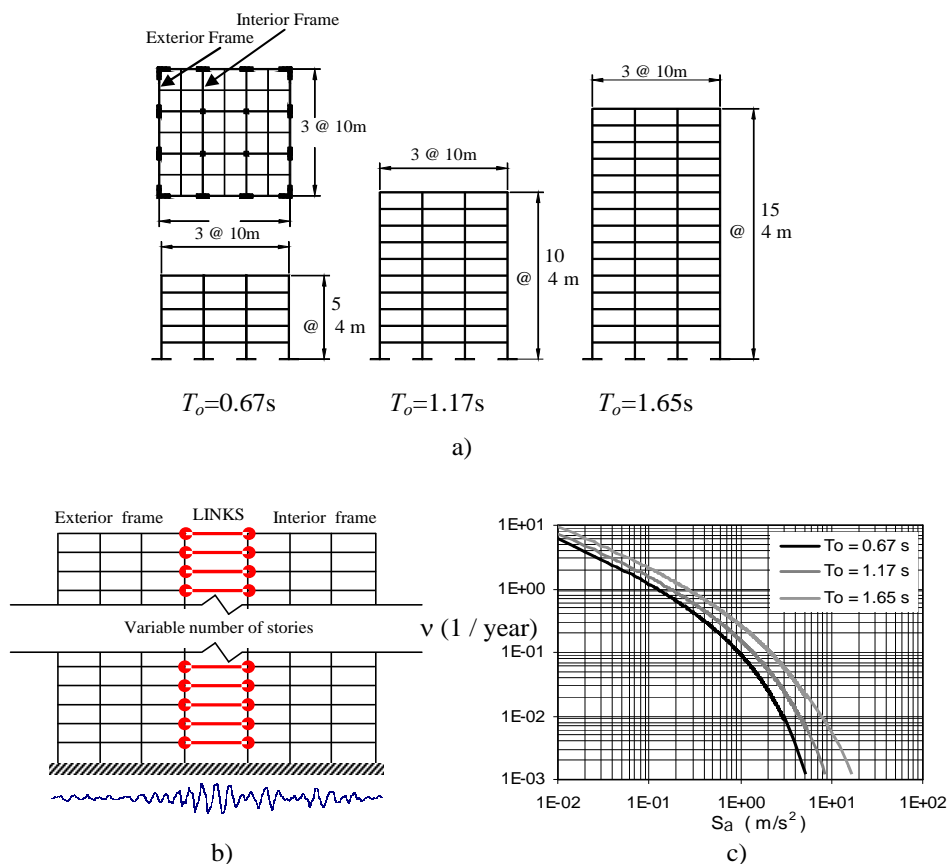 Interior Frame
Exterior Frame
3 @ 10m
3 @ 10m
3 @ 10m
5
@
4 m
3 @ 10m
10
@
4 m
3 @ 10m
15
@
4 m
To=0.67s
To=1.17s
To=1.65s
a)
Exterior frame
LINKS
Interior frame
Variable number of stories
b)
1E+01
1E+00
1E-01
1E-02
1E-03
ν (1 / year)
To = 0.67 s
To = 1.17 s
To = 1.65 s
1E-02
1E-01
1E+00
1E+01
1E+02
Sa ( m/s²)
c)